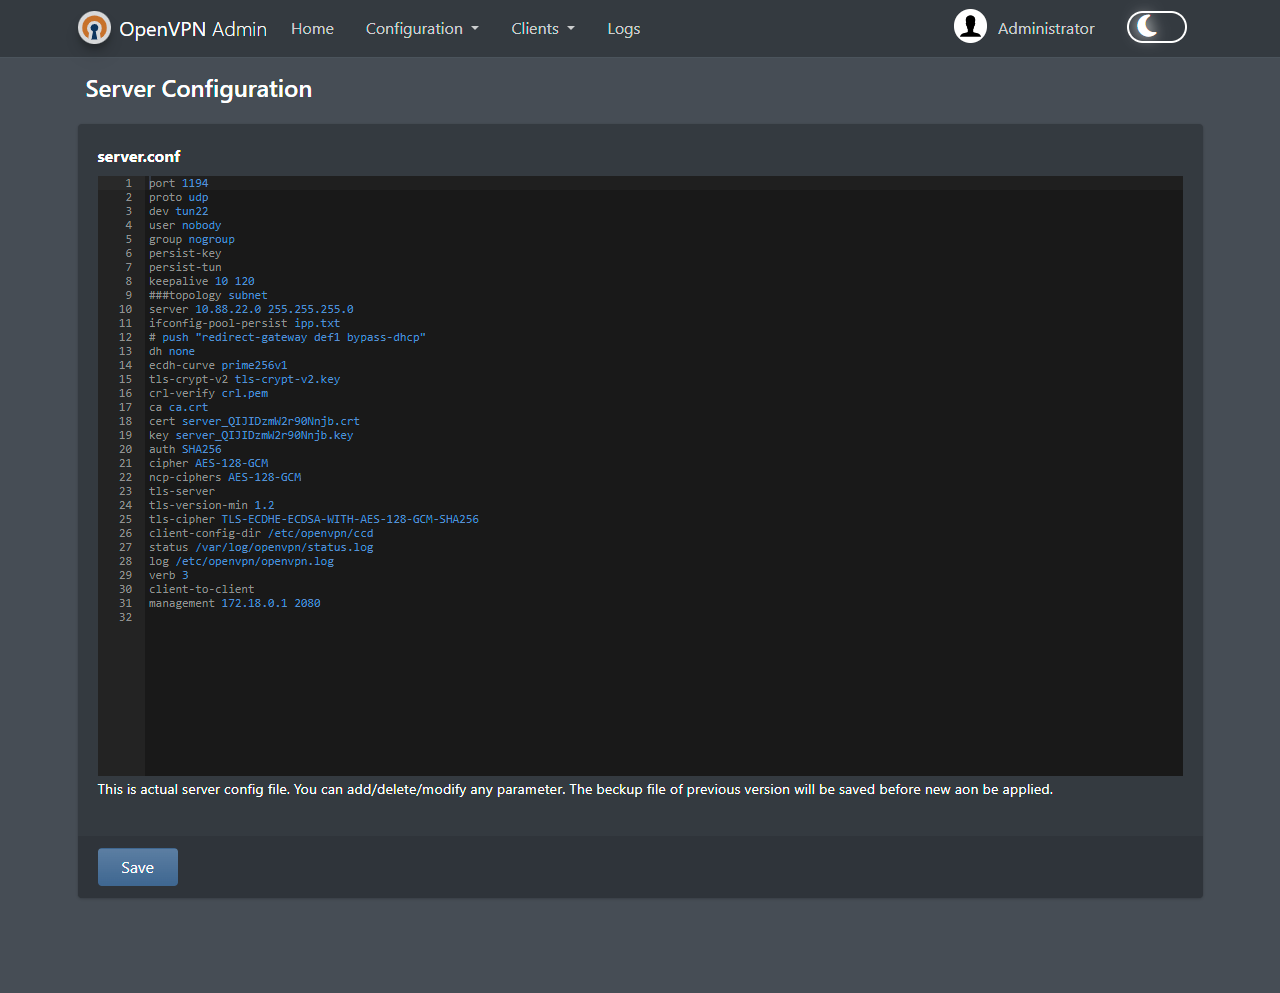 OpenVPN Admin Home Configuration Clients Logs Administrator
Server Configuration
server.conf
1 port 1194
2 proto udp
3 dev tun22
4 user nobody
5 group nogroup
6 persist-key
7 persist-tun
8 keepalive 10 120
9 ###topology subnet
10 server 10.88.22.0 255.255.255.0
11 ifconfig-pool-persist ipp.txt
12 # push "redirect-gateway def1 bypass-dhcp"
13 dh none
14 ecdh-curve prime256v1
15 tls-crypt-v2 tls-crypt-v2.key
16 crl-verify crl.pem
17 ca ca.crt
18 cert server_QIJIDzmW2r90Nnjb.crt
19 key server_QIJIDzmW2r90Nnjb.key
20 auth SHA256
21 cipher AES-128-GCM
22 ncp-ciphers AES-128-GCM
23 tls-server
24 tls-version-min 1.2
25 tls-cipher TLS-ECDHE-ECDSA-WITH-AES-128-GCM-SHA256
26 client-config-dir /etc/openvpn/ccd
27 status /var/log/openvpn/status.log
28 log /etc/openvpn/openvpn.log
29 verb 3
30 client-to-client
31 management 172.18.0.1 2080
32
This is actual server config file. You can add/delete/modify any parameter. The beckup file of previous version will be saved before new aon be applied.
Save